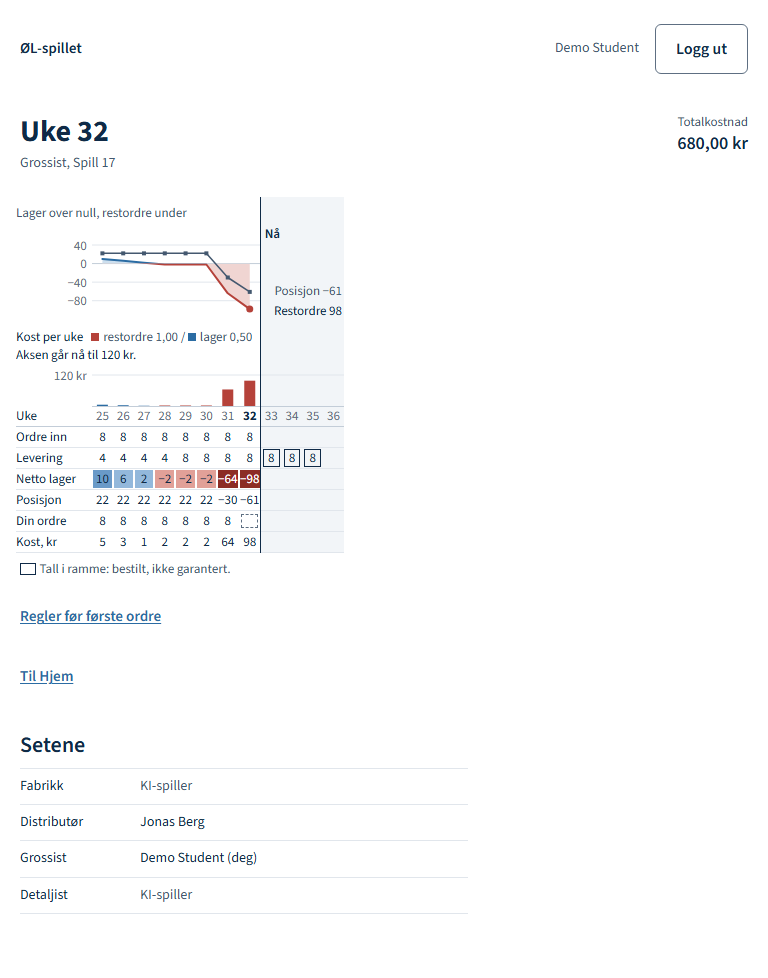 ØL-spillet
Demo Student
Logg ut
Uke 32
Grossist, Spill 17
Totalkostnad
680,00 kr
Lager over null, restordre under
Nå
40
0
−40
−80
Posisjon −61
Restordre 98
Kost per uke restordre 1,00 / lager 0,50
Aksen går nå til 120 kr.
120 kr
Uke 25 26 27 28 29 30 31 32 33 34 35 36
Ordre inn 8 8 8 8 8 8 8 8
Levering 4 4 4 4 8 8 8 8 8 8 8
Netto lager 10 6 2 −2 −2 −2 −64 −98
Posisjon 22 22 22 22 22 22 −30 −61
Din ordre 8 8 8 8 8 8 8
Kost, kr 5 3 1 2 2 2 64 98
Tall i ramme: bestilt, ikke garantert.
Regler før første ordre
Til Hjem
Setene
Fabrikk KI-spiller
Distributør Jonas Berg
Grossist Demo Student (deg)
Detaljist KI-spiller